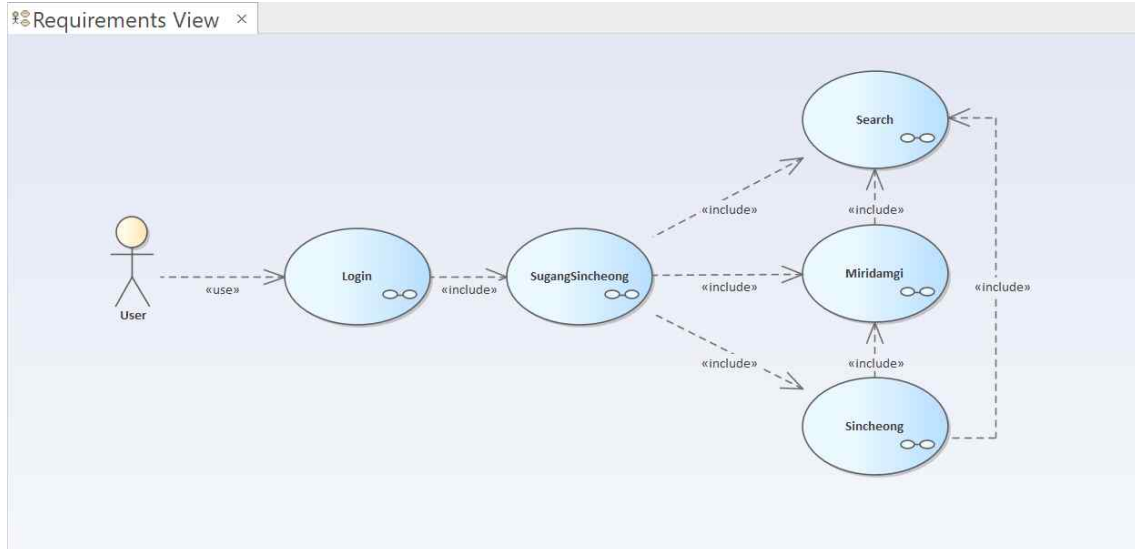 Requirements View ×
Search
«include»
«include»
User
«use»
Login
«include»
SugangSincheong
«include»
Miridamgi
«include»
«include»
«include»
Sincheong